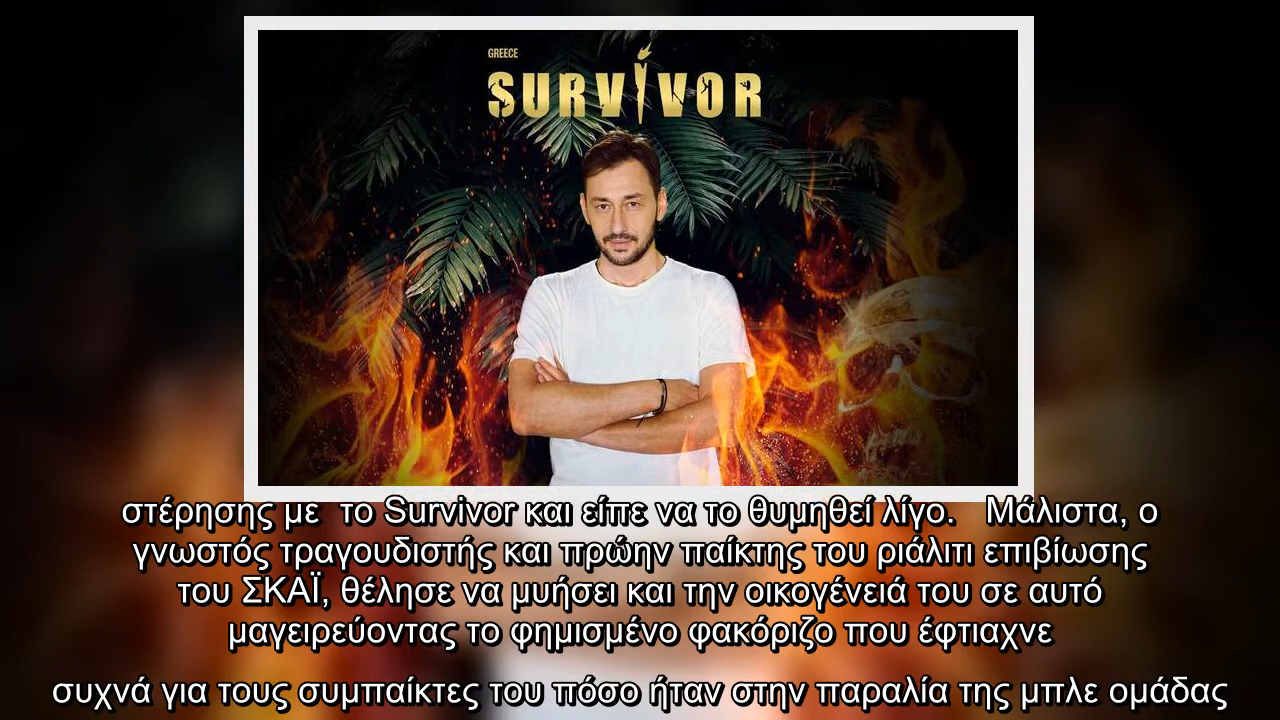 GREECE
SURVIVOR
στέρησης με  το Survivor και είπε να το θυμηθεί λίγο.   Μάλιστα, ο
γνωστός τραγουδιστής και πρώην παίκτης του ριάλιτι επιβίωσης
του ΣΚΑΪ, θέλησε να μυήσει και την οικογένειά του σε αυτό
μαγειρεύοντας το φημισμένο φακόριζο που έφτιαχνε
συχνά για τους συμπαίκτες του πόσο ήταν στην παραλία της μπλε ομάδας